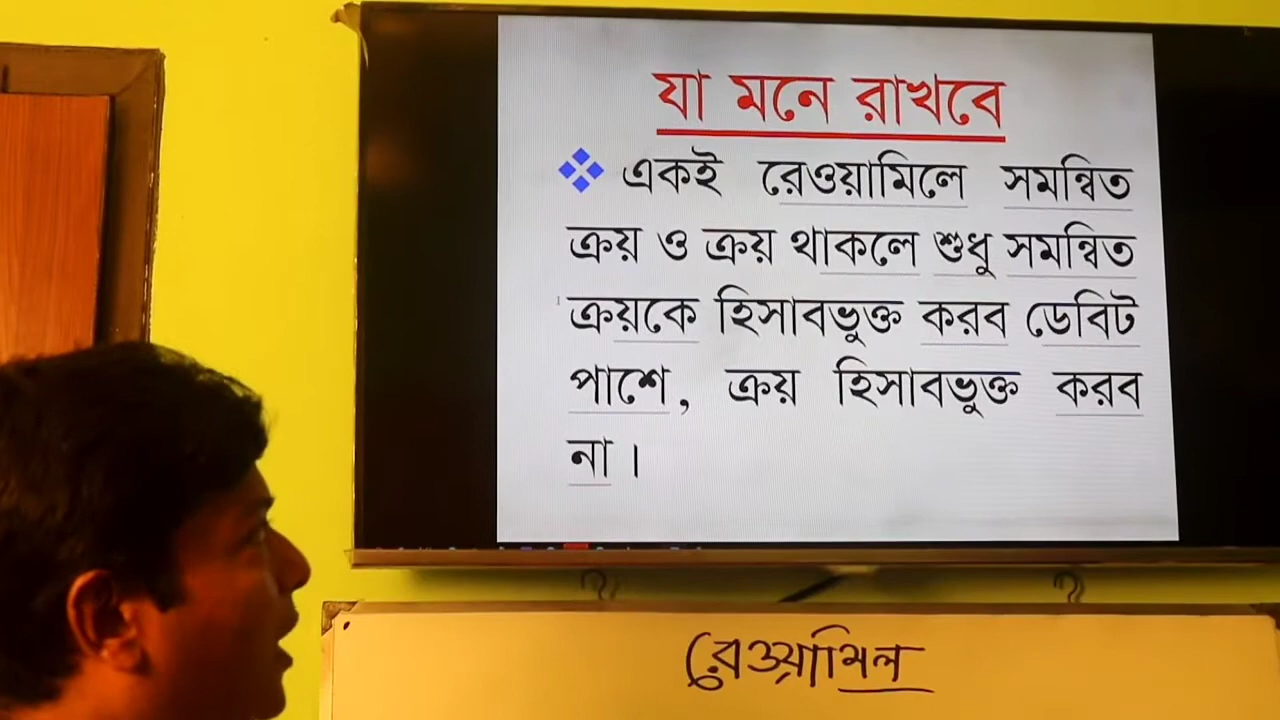 যা মনে রাখবে
❖ একই রেওয়ামিলে সমন্বিত
ক্রয় ও ক্রয় থাকলে শুধু সমন্বিত
ক্রয়কে হিসাবভুক্ত করব ডেবিট
পাশে, ক্রয় হিসাবভুক্ত করব
না।
রেওয়ামিল